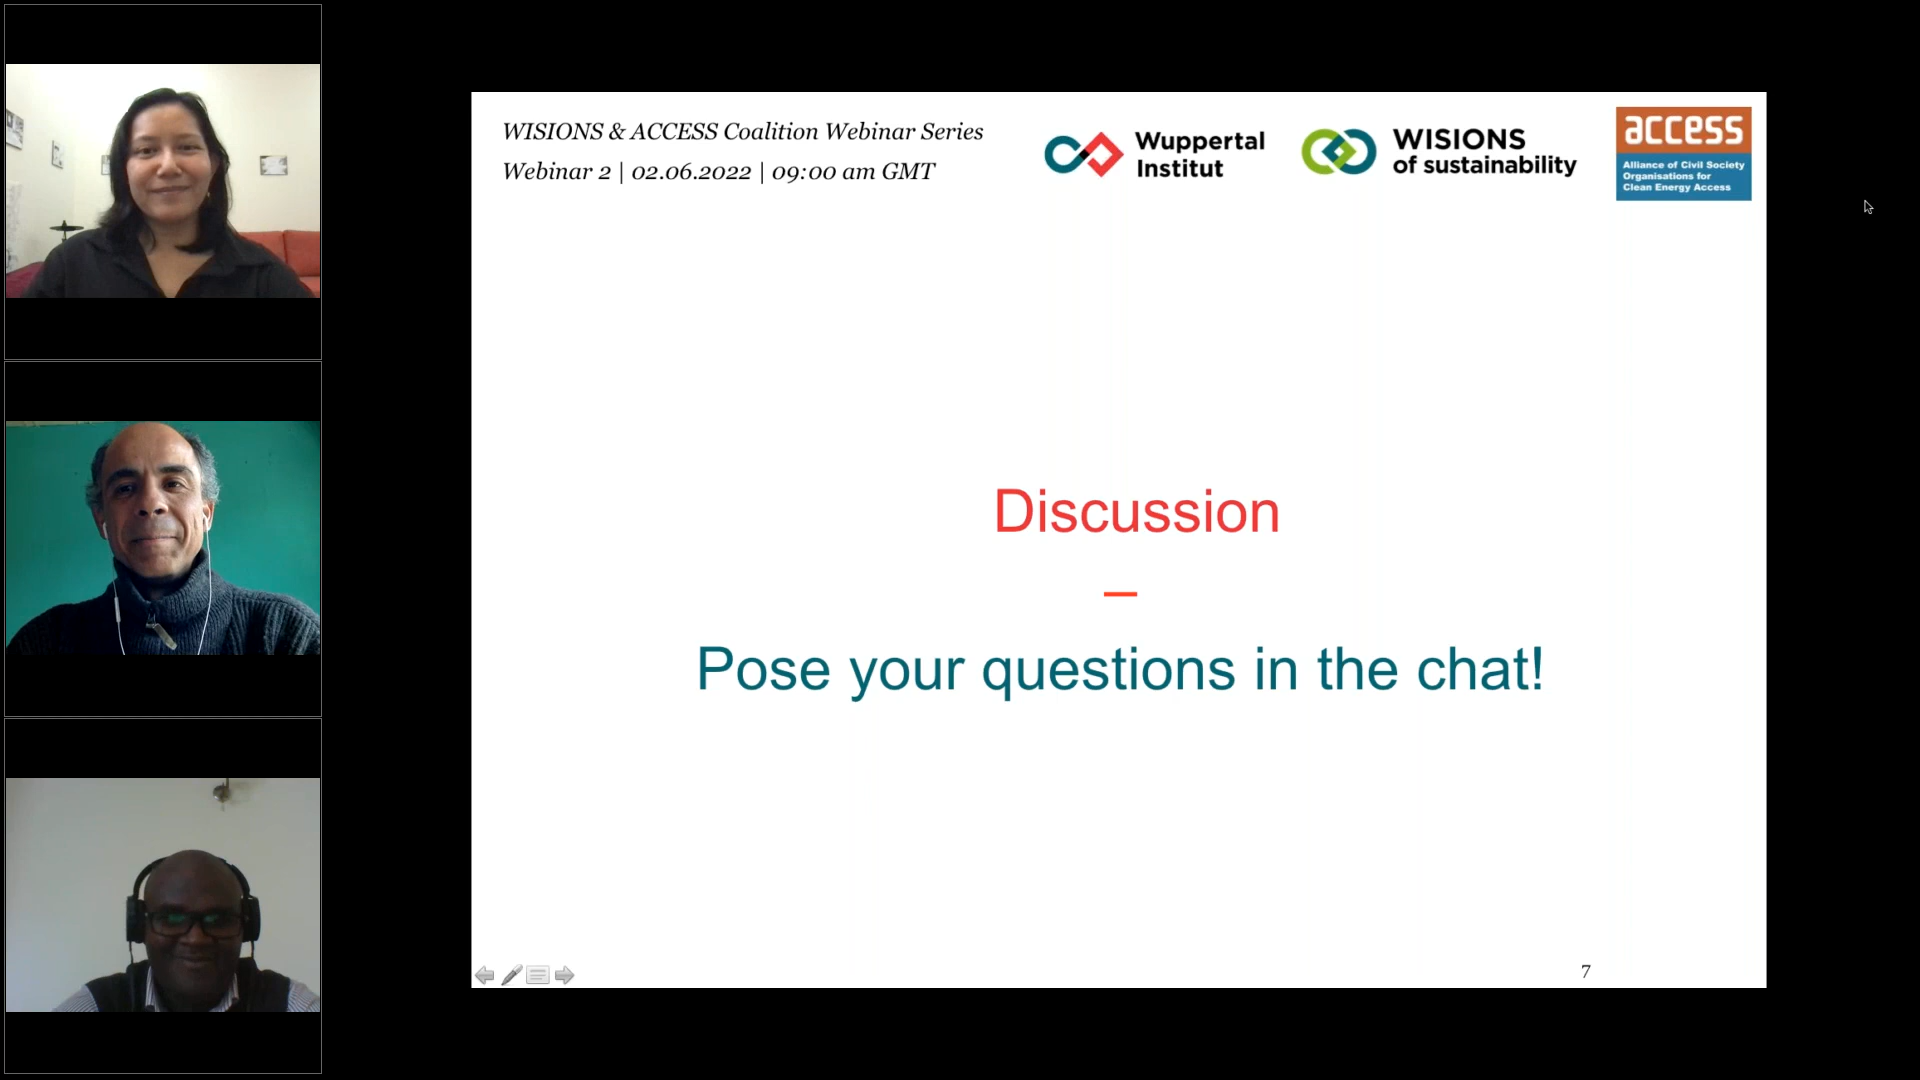 WISIONS & ACCESS Coalition Webinar Series
Webinar 2 | 02.06.2022 | 09:00 am GMT
Wuppertal
Institut
WISIONS
of sustainability
access
Alliance of Civil Society
Organisations for
Clean Energy Access
Discussion
–
Pose your questions in the chat!
7